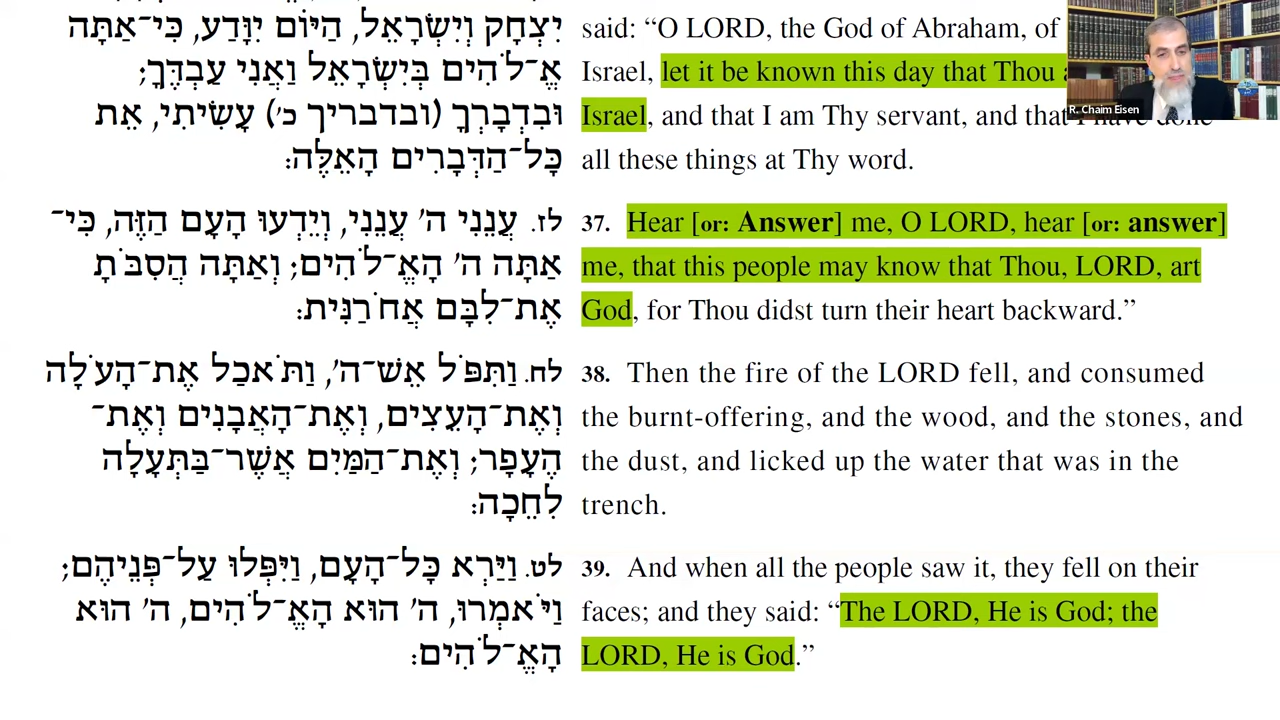 יִצְחָק וְיִשְׂרָאֵל, הַיּוֹם יִוָּדַע, כִּי־אַתָּה
אֱ־לֹהִים בְּיִשְׂרָאֵל וַאֲנִי עַבְדֶּךָ;
וּבִדְבָרְךָ (ובדבריך כ׳) עָשִׂיתִי, אֵת
כָּל־הַדְּבָרִים הָאֵלֶּה:
said: “O LORD, the God of Abraham, of
Israel, let it be known this day that Thou
Israel, and that I am Thy servant, and that I have done
all these things at Thy word.
R. Chaim Eisen
לז. עֲנֵנִי ה׳ עֲנֵנִי, וְיֵדְעוּ הָעָם הַזֶּה, כִּי־
אַתָּה ה׳ הָאֱ־לֹהִים; וְאַתָּה הֲסִבֹּתָ
אֶת־לִבָּם אֲחֹרַנִּית:
37. Hear [or: Answer] me, O LORD, hear [or: answer]
me, that this people may know that Thou, LORD, art
God, for Thou didst turn their heart backward.”
לח. וַתִּפֹּל אֵשׁ־ה׳, וַתֹּאכַל אֶת־הָעֹלָה
וְאֶת־הָעֵצִים, וְאֶת־הָאֲבָנִים וְאֶת־
הֶעָפָר; וְאֶת־הַמַּיִם אֲשֶׁר־בַּתְּעָלָה
לִחֵכָה:
38. Then the fire of the LORD fell, and consumed
the burnt-offering, and the wood, and the stones, and
the dust, and licked up the water that was in the
trench.
לט. וַיַּרְא כָּל־הָעָם, וַיִּפְּלוּ עַל־פְּנֵיהֶם;
וַיֹּאמְרוּ, ה׳ הוּא הָאֱ־לֹהִים, ה׳ הוּא
הָאֱ־לֹהִים:
39. And when all the people saw it, they fell on their
faces; and they said: “The LORD, He is God; the
LORD, He is God.”